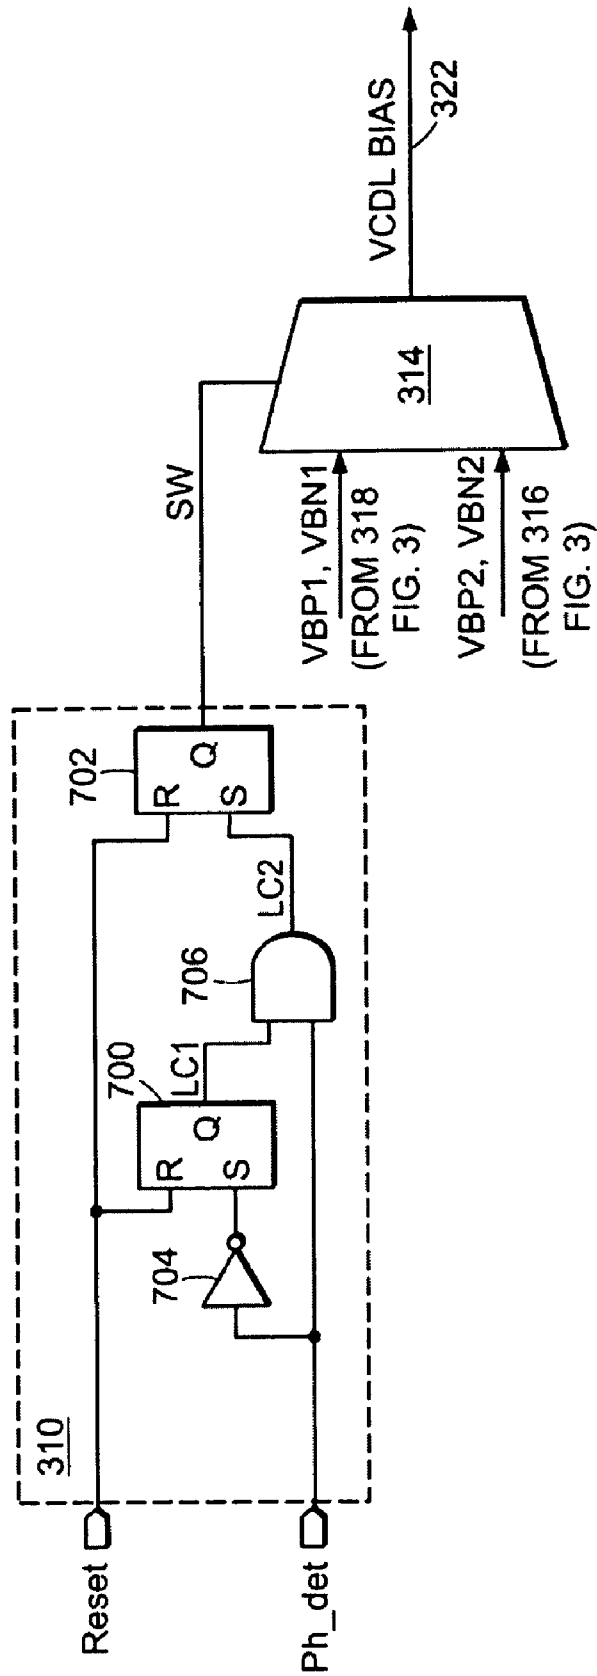 310
Reset
Ph_det
704
700
R
S
Q
LC1
706
LC2
702
R
S
Q
SW
VBP1, VBN1
(FROM 318
FIG. 3)
VBP2, VBN2
(FROM 316
FIG. 3)
314
VCDL BIAS
322